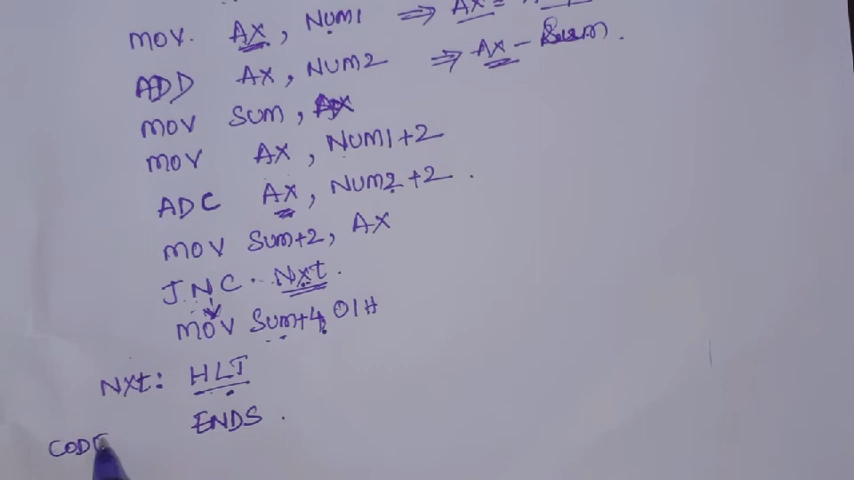 MOV. AX, NUM1 ⇒ AX =
ADD AX, NUM2 ⇒ AX - Sum.
MOV SUM, AX
MOV AX, NUM1+2
ADC AX, NUM2+2.
MOV Sum+2, AX
JNC. Nxt.
MOV Sum+4, 01H
Nxt: HLT
ENDS.
CODE